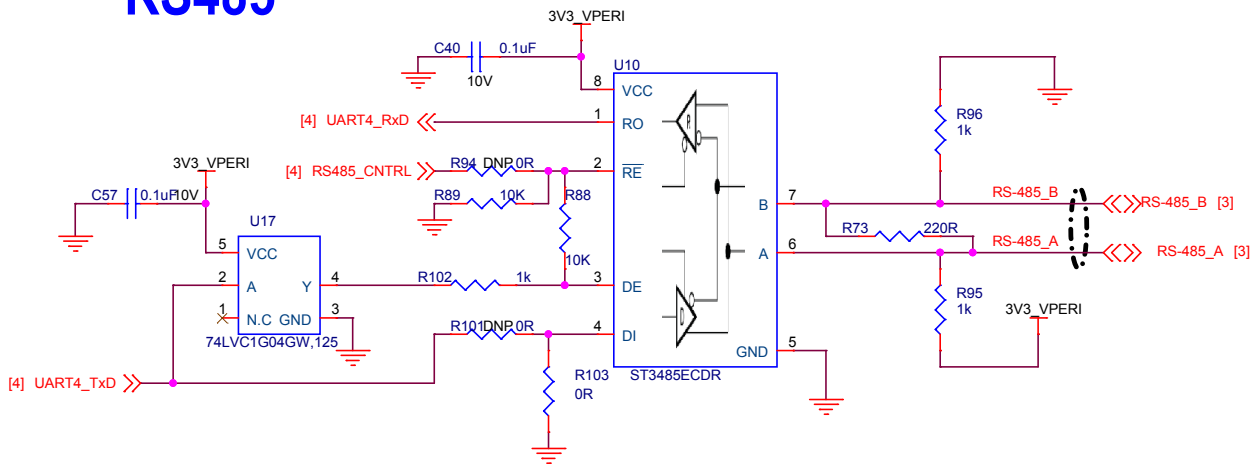 RS485
3V3_VPERI
C40
0.1uF
10V
U10
8
VCC
[4] UART4_RxD
1
RO
R
R96
1k
3V3_VPERI
[4] RS485_CNTRL
R94
DNP
0R
2
RE
C57
0.1uF
10V
R89
10K
R88
B
7
RS-485_B
RS-485_B [3]
U17
R73
220R
5
VCC
A
6
RS-485_A
RS-485_A [3]
10K
2
A
Y
4
R102
1k
3
DE
R95
1k
3V3_VPERI
1
N.C
GND
3
R101
DNP
0R
4
DI
D
74LVC1G04GW,125
GND
5
[4] UART4_TxD
R103
0R
ST3485ECDR